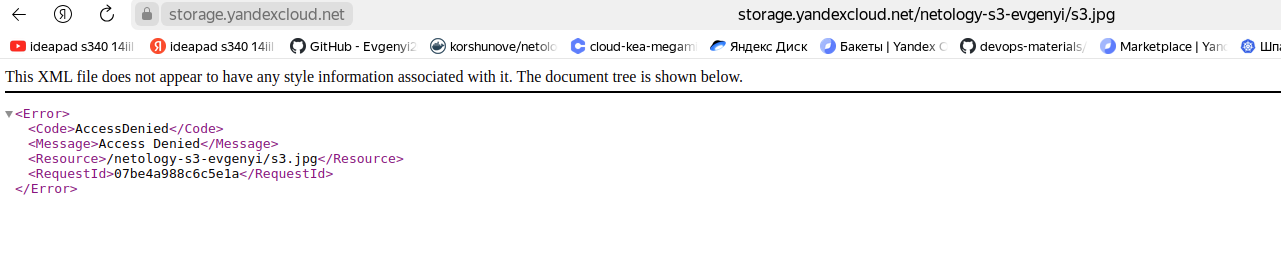 storage.yandexcloud.net storage.yandexcloud.net/netology-s3-evgenyi/s3.jpg
ideapad s340 14iil ideapad s340 14iil GitHub - Evgenyi2 korshunove/netolo cloud-kea-megam Яндекс Диск Бакеты | Yandex C devops-materials/ Marketplace | Yan Шпа
This XML file does not appear to have any style information associated with it. The document tree is shown below.
<Error>
<Code>AccessDenied</Code>
<Message>Access Denied</Message>
<Resource>/netology-s3-evgenyi/s3.jpg</Resource>
<RequestId>07be4a988c6c5e1a</RequestId>
</Error>